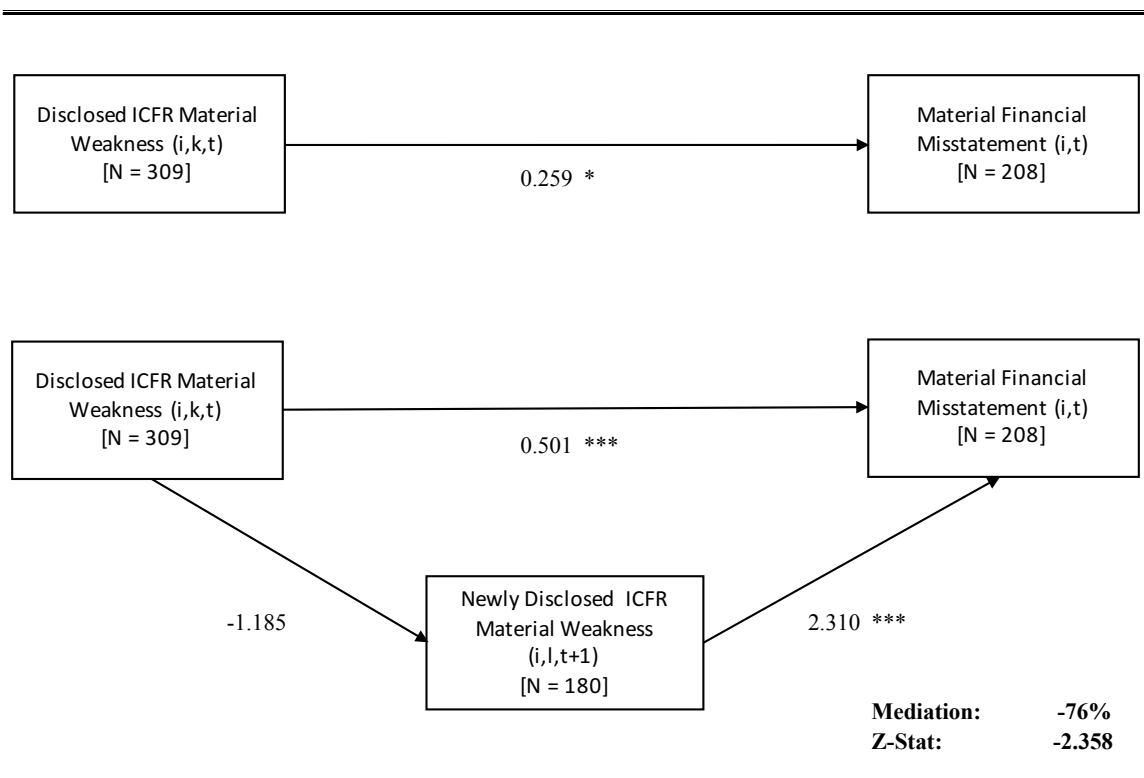 Disclosed ICFR Material
Weakness (i,k,t)
[N = 309]
0.259 *
Material Financial
Misstatement (i,t)
[N = 208]
Disclosed ICFR Material
Weakness (i,k,t)
[N = 309]
0.501 ***
Material Financial
Misstatement (i,t)
[N = 208]
-1.185
Newly Disclosed ICFR
Material Weakness
(i,l,t+1)
[N = 180]
2.310 ***
Mediation: -76%
Z-Stat: -2.358